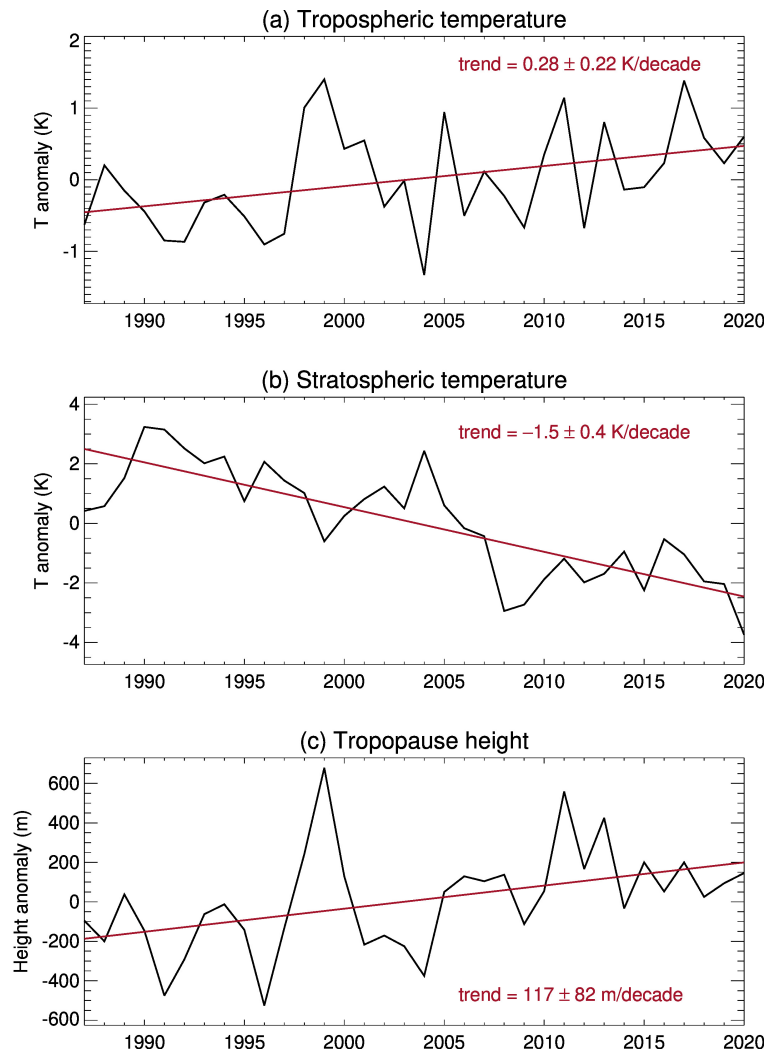 (a) Tropospheric temperature
2
1
0
-1
T anomaly (K)
trend = 0.28 ± 0.22 K/decade
1990 1995 2000 2005 2010 2015 2020
(b) Stratospheric temperature
4
2
0
-2
-4
T anomaly (K)
trend = −1.5 ± 0.4 K/decade
1990 1995 2000 2005 2010 2015 2020
(c) Tropopause height
600
400
200
0
-200
-400
-600
Height anomaly (m)
trend = 117 ± 82 m/decade
1990 1995 2000 2005 2010 2015 2020